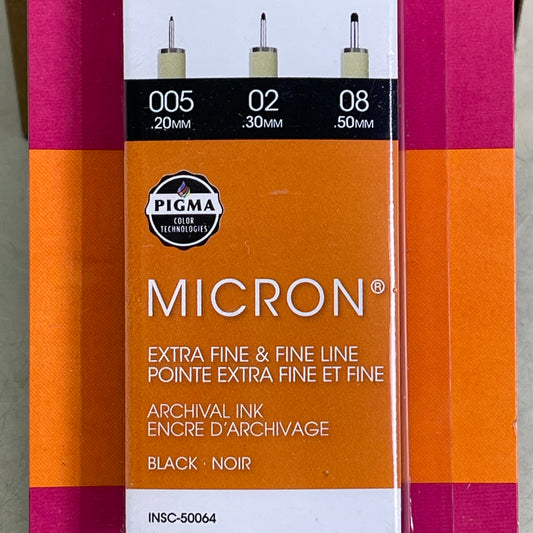 005 02 08
.20MM .30MM .50MM
PIGMA
COLOR
TECHNOLOGIES
MICRON®
EXTRA FINE & FINE LINE
POINTE EXTRA FINE ET FINE
ARCHIVAL INK
ENCRE D'ARCHIVAGE
BLACK · NOIR
INSC-50064